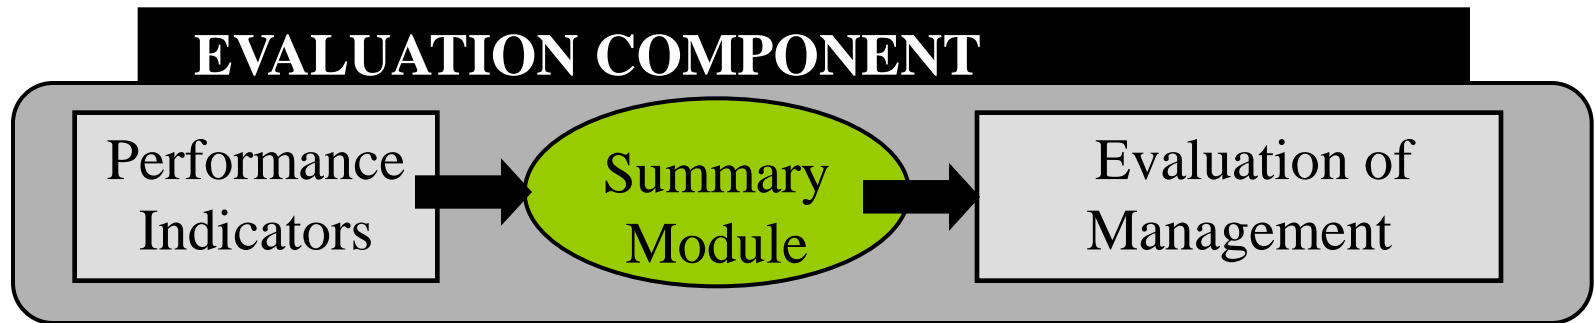 EVALUATION COMPONENT
Performance
Indicators
Summary
Module
Evaluation of
Management